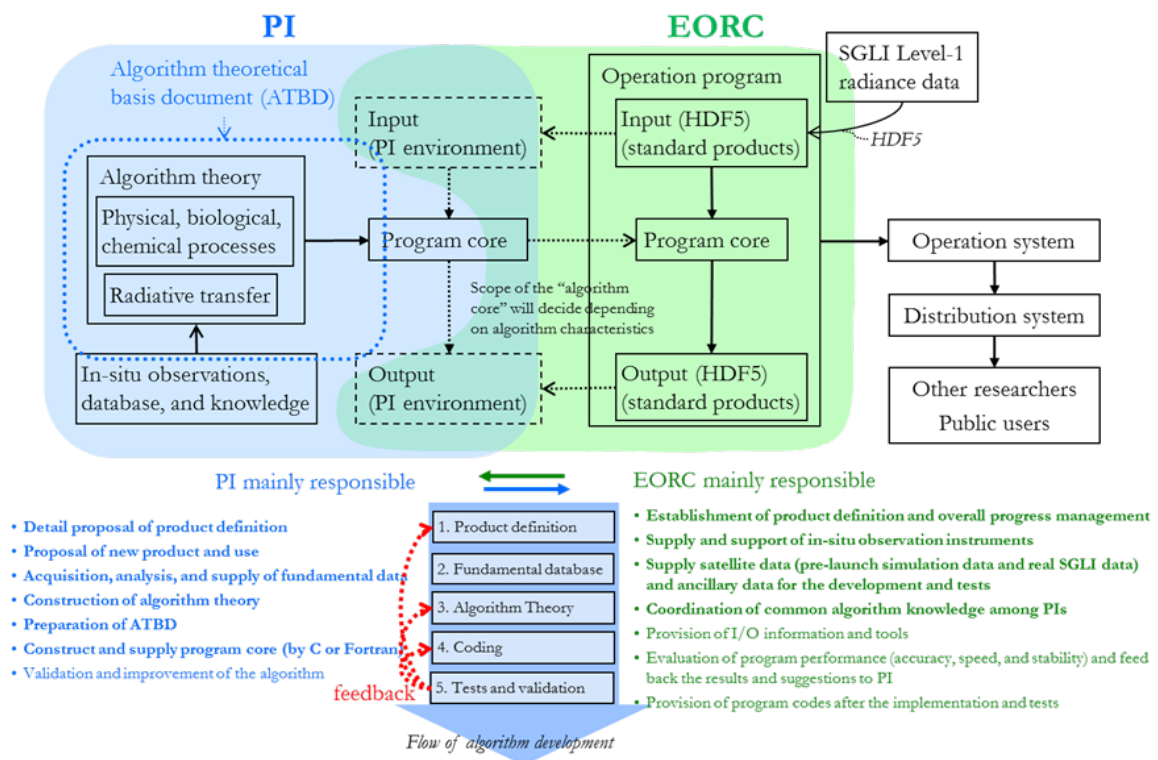 PI
EORC
Algorithm theoretical
basis document (ATBD)
Algorithm theory
Physical, biological,
chemical processes
Radiative transfer
In-situ observations,
database, and knowledge
Input
(PI environment)
Program core
Scope of the “algorithm
core” will decide depending
on algorithm characteristics
Output
(PI environment)
Operation program
Input (HDF5)
(standard products)
Program core
Output (HDF5)
(standard products)
SGLI Level-1
radiance data
HDF5
Operation system
Distribution system
Other researchers
Public users
PI mainly responsible
• Detail proposal of product definition
• Proposal of new product and use
• Acquisition, analysis, and supply of fundamental data
• Construction of algorithm theory
• Preparation of ATBD
• Construct and supply program core (by C or Fortran)
• Validation and improvement of the algorithm
1. Product definition
2. Fundamental database
3. Algorithm Theory
4. Coding
5. Tests and validation
feedback
Flow of algorithm development
EORC mainly responsible
• Establishment of product definition and overall progress management
• Supply and support of in-situ observation instruments
• Supply satellite data (pre-launch simulation data and real SGLI data)
and ancillary data for the development and tests
• Coordination of common algorithm knowledge among PIs
• Provision of I/O information and tools
• Evaluation of program performance (accuracy, speed, and stability) and feed
back the results and suggestions to PI
• Provision of program codes after the implementation and tests